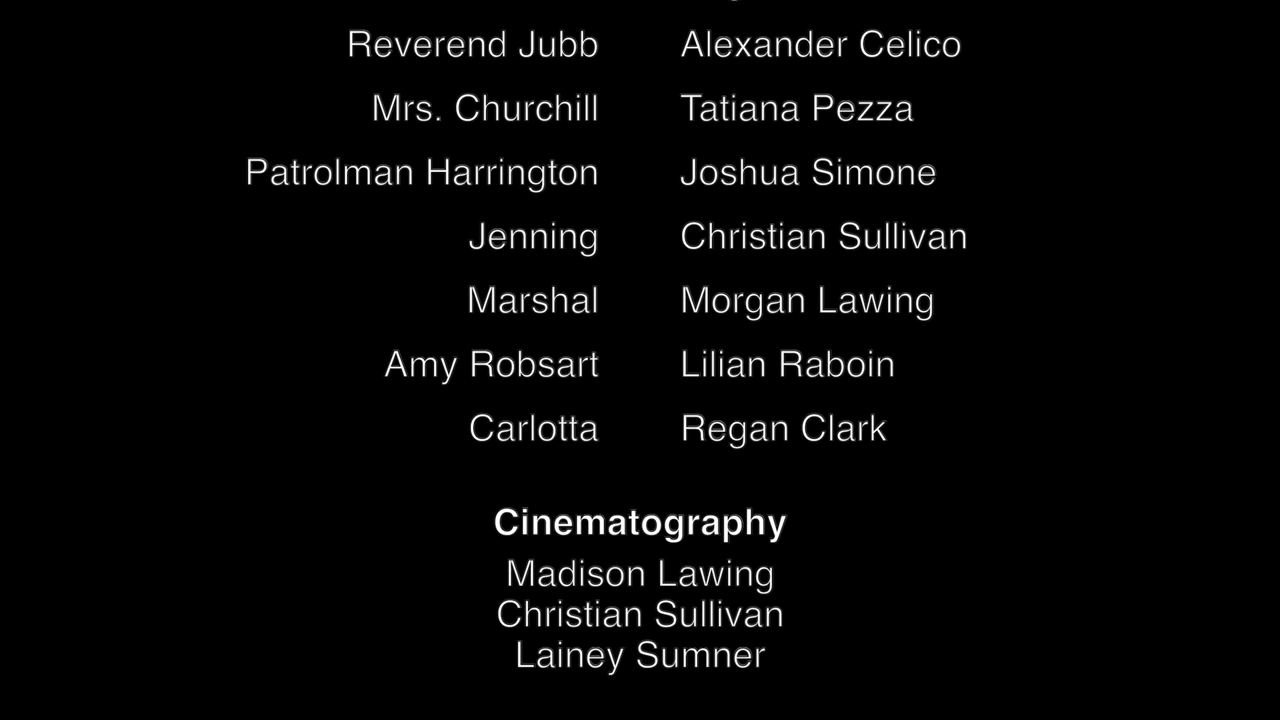 Reverend Jubb Alexander Celico
Mrs. Churchill Tatiana Pezza
Patrolman Harrington Joshua Simone
Jenning Christian Sullivan
Marshal Morgan Lawing
Amy Robsart Lilian Raboin
Carlotta Regan Clark
Cinematography
Madison Lawing
Christian Sullivan
Lainey Sumner